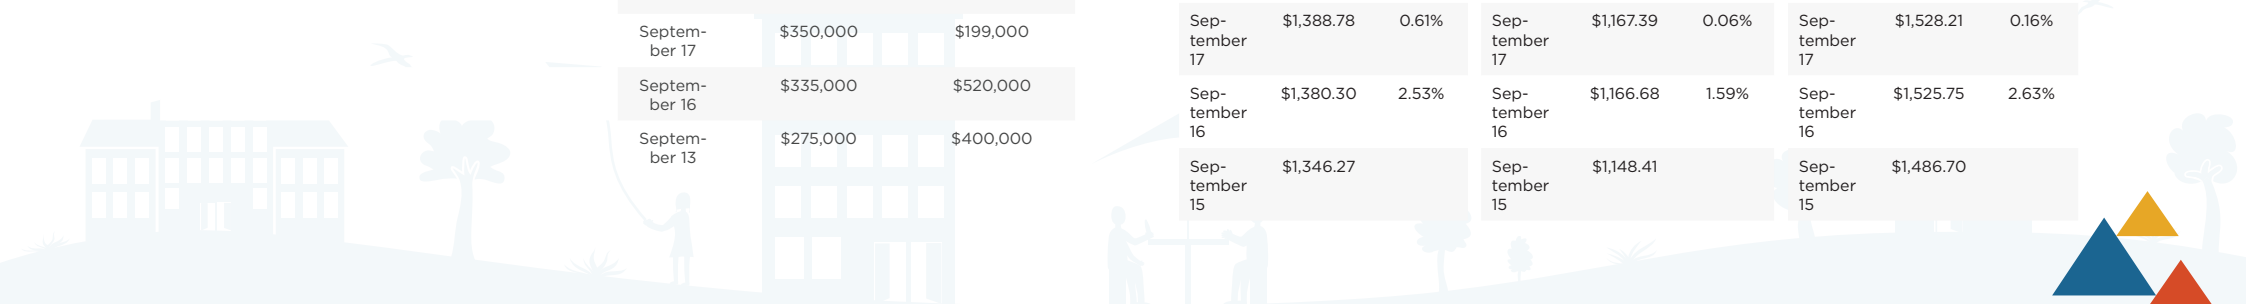 Septem-
ber 17 $350,000 $199,000
Septem-
ber 16 $335,000 $520,000
Septem-
ber 13 $275,000 $400,000
Sep- $1,388.78 0.61%
tember
17
Sep- $1,380.30 2.53%
tember
16
Sep- $1,346.27
tember
15
Sep- $1,167.39 0.06%
tember
17
Sep- $1,166.68 1.59%
tember
16
Sep- $1,148.41
tember
15
Sep- $1,528.21 0.16%
tember
17
Sep- $1,525.75 2.63%
tember
16
Sep- $1,486.70
tember
15